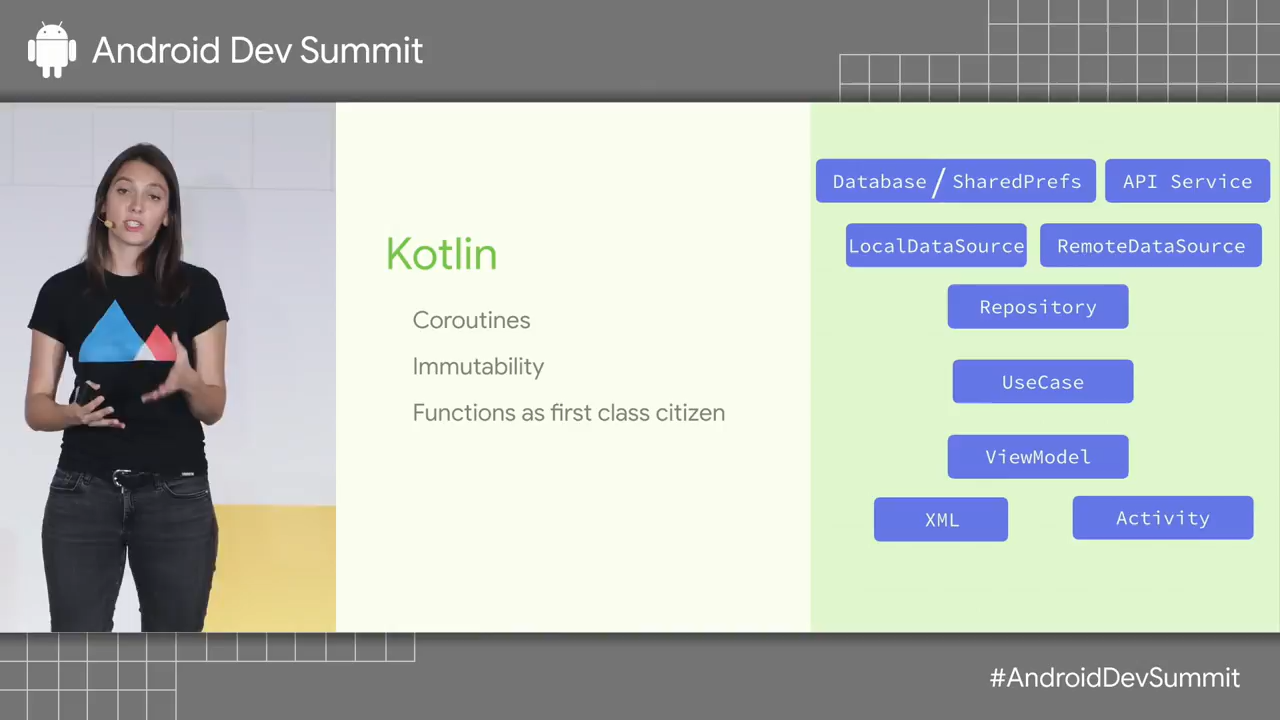 Android Dev Summit
Kotlin
Coroutines
Immutability
Functions as first class citizen
Database / SharedPrefs
API Service
LocalDataSource
RemoteDataSource
Repository
UseCase
ViewModel
XML
Activity
#AndroidDevSummit